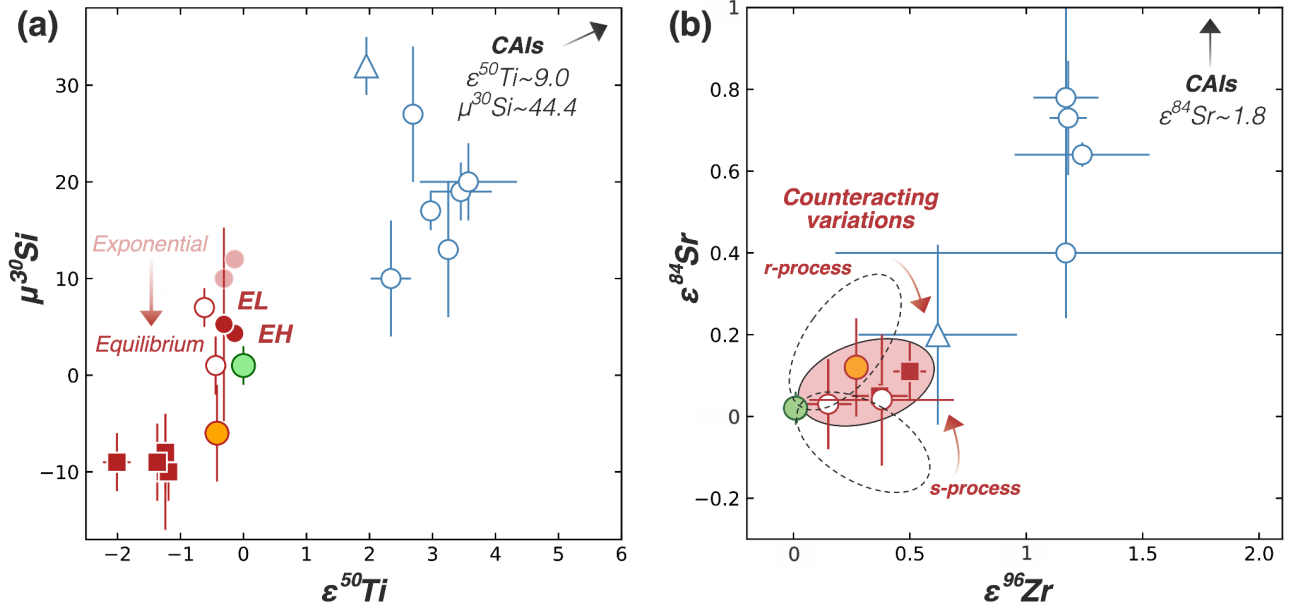 (a)
CAIs
ε⁵⁰Ti~9.0
μ³⁰Si~44.4
Exponential
Equilibrium
EL
EH
30
20
10
0
−10
μ³⁰Si
−2
−1
0
1
2
3
4
5
6
ε⁵⁰Ti
(b)
CAIs
ε⁸⁴Sr~1.8
Counteracting
variations
r-process
s-process
1
0.8
0.6
0.4
0.2
0
−0.2
ε⁸⁴Sr
0
0.5
1
1.5
2.0
ε⁹⁶Zr